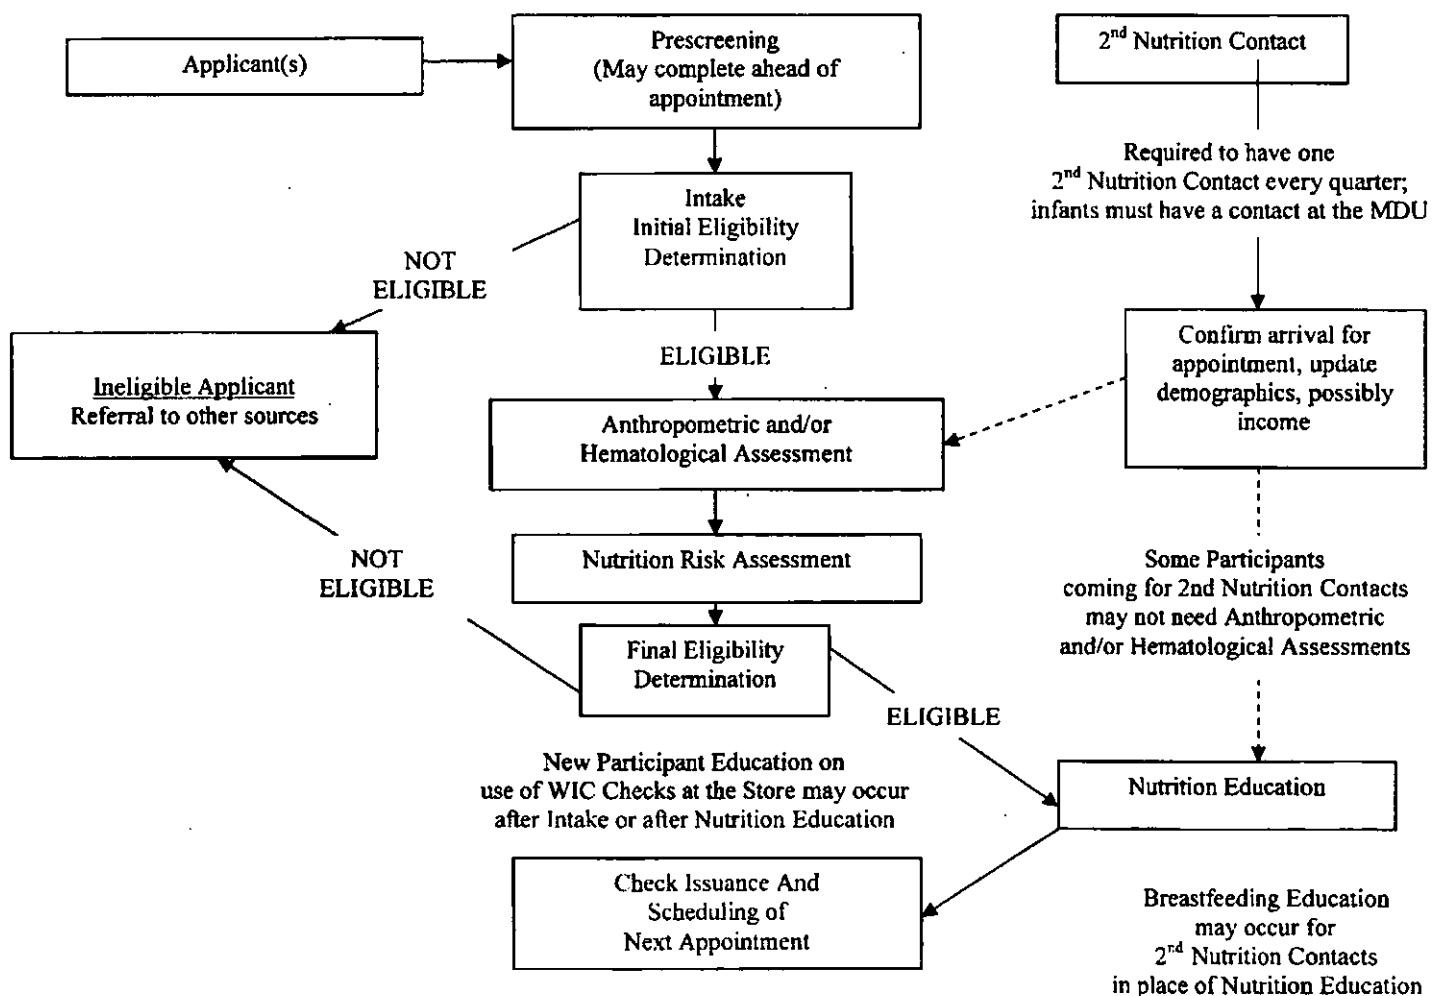 Applicant(s)
Prescreening
(May complete ahead of
appointment)
2nd Nutrition Contact
Required to have one
2nd Nutrition Contact every quarter;
infants must have a contact at the MDU
Intake
Initial Eligibility
Determination
NOT
ELIGIBLE
ELIGIBLE
Ineligible Applicant
Referral to other sources
Confirm arrival for
appointment, update
demographics, possibly
income
Anthropometric and/or
Hematological Assessment
Nutrition Risk Assessment
NOT
ELIGIBLE
Some Participants
coming for 2nd Nutrition Contacts
may not need Anthropometric
and/or Hematological Assessments
Final Eligibility
Determination
ELIGIBLE
New Participant Education on
use of WIC Checks at the Store may occur
after Intake or after Nutrition Education
Nutrition Education
Check Issuance And
Scheduling of
Next Appointment
Breastfeeding Education
may occur for
2nd Nutrition Contacts
in place of Nutrition Education